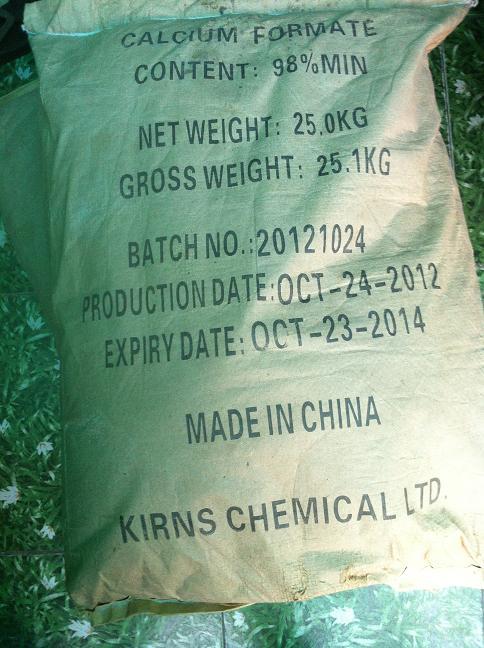 CALCIUM FORMATE
CONTENT: 98%MIN
NET WEIGHT: 25.0KG
GROSS WEIGHT: 25.1KG
BATCH NO.:20121024
PRODUCTION DATE:OCT-24-2012
EXPIRY DATE: OCT-23-2014
MADE IN CHINA
KIRNS CHEMICAL LTD.